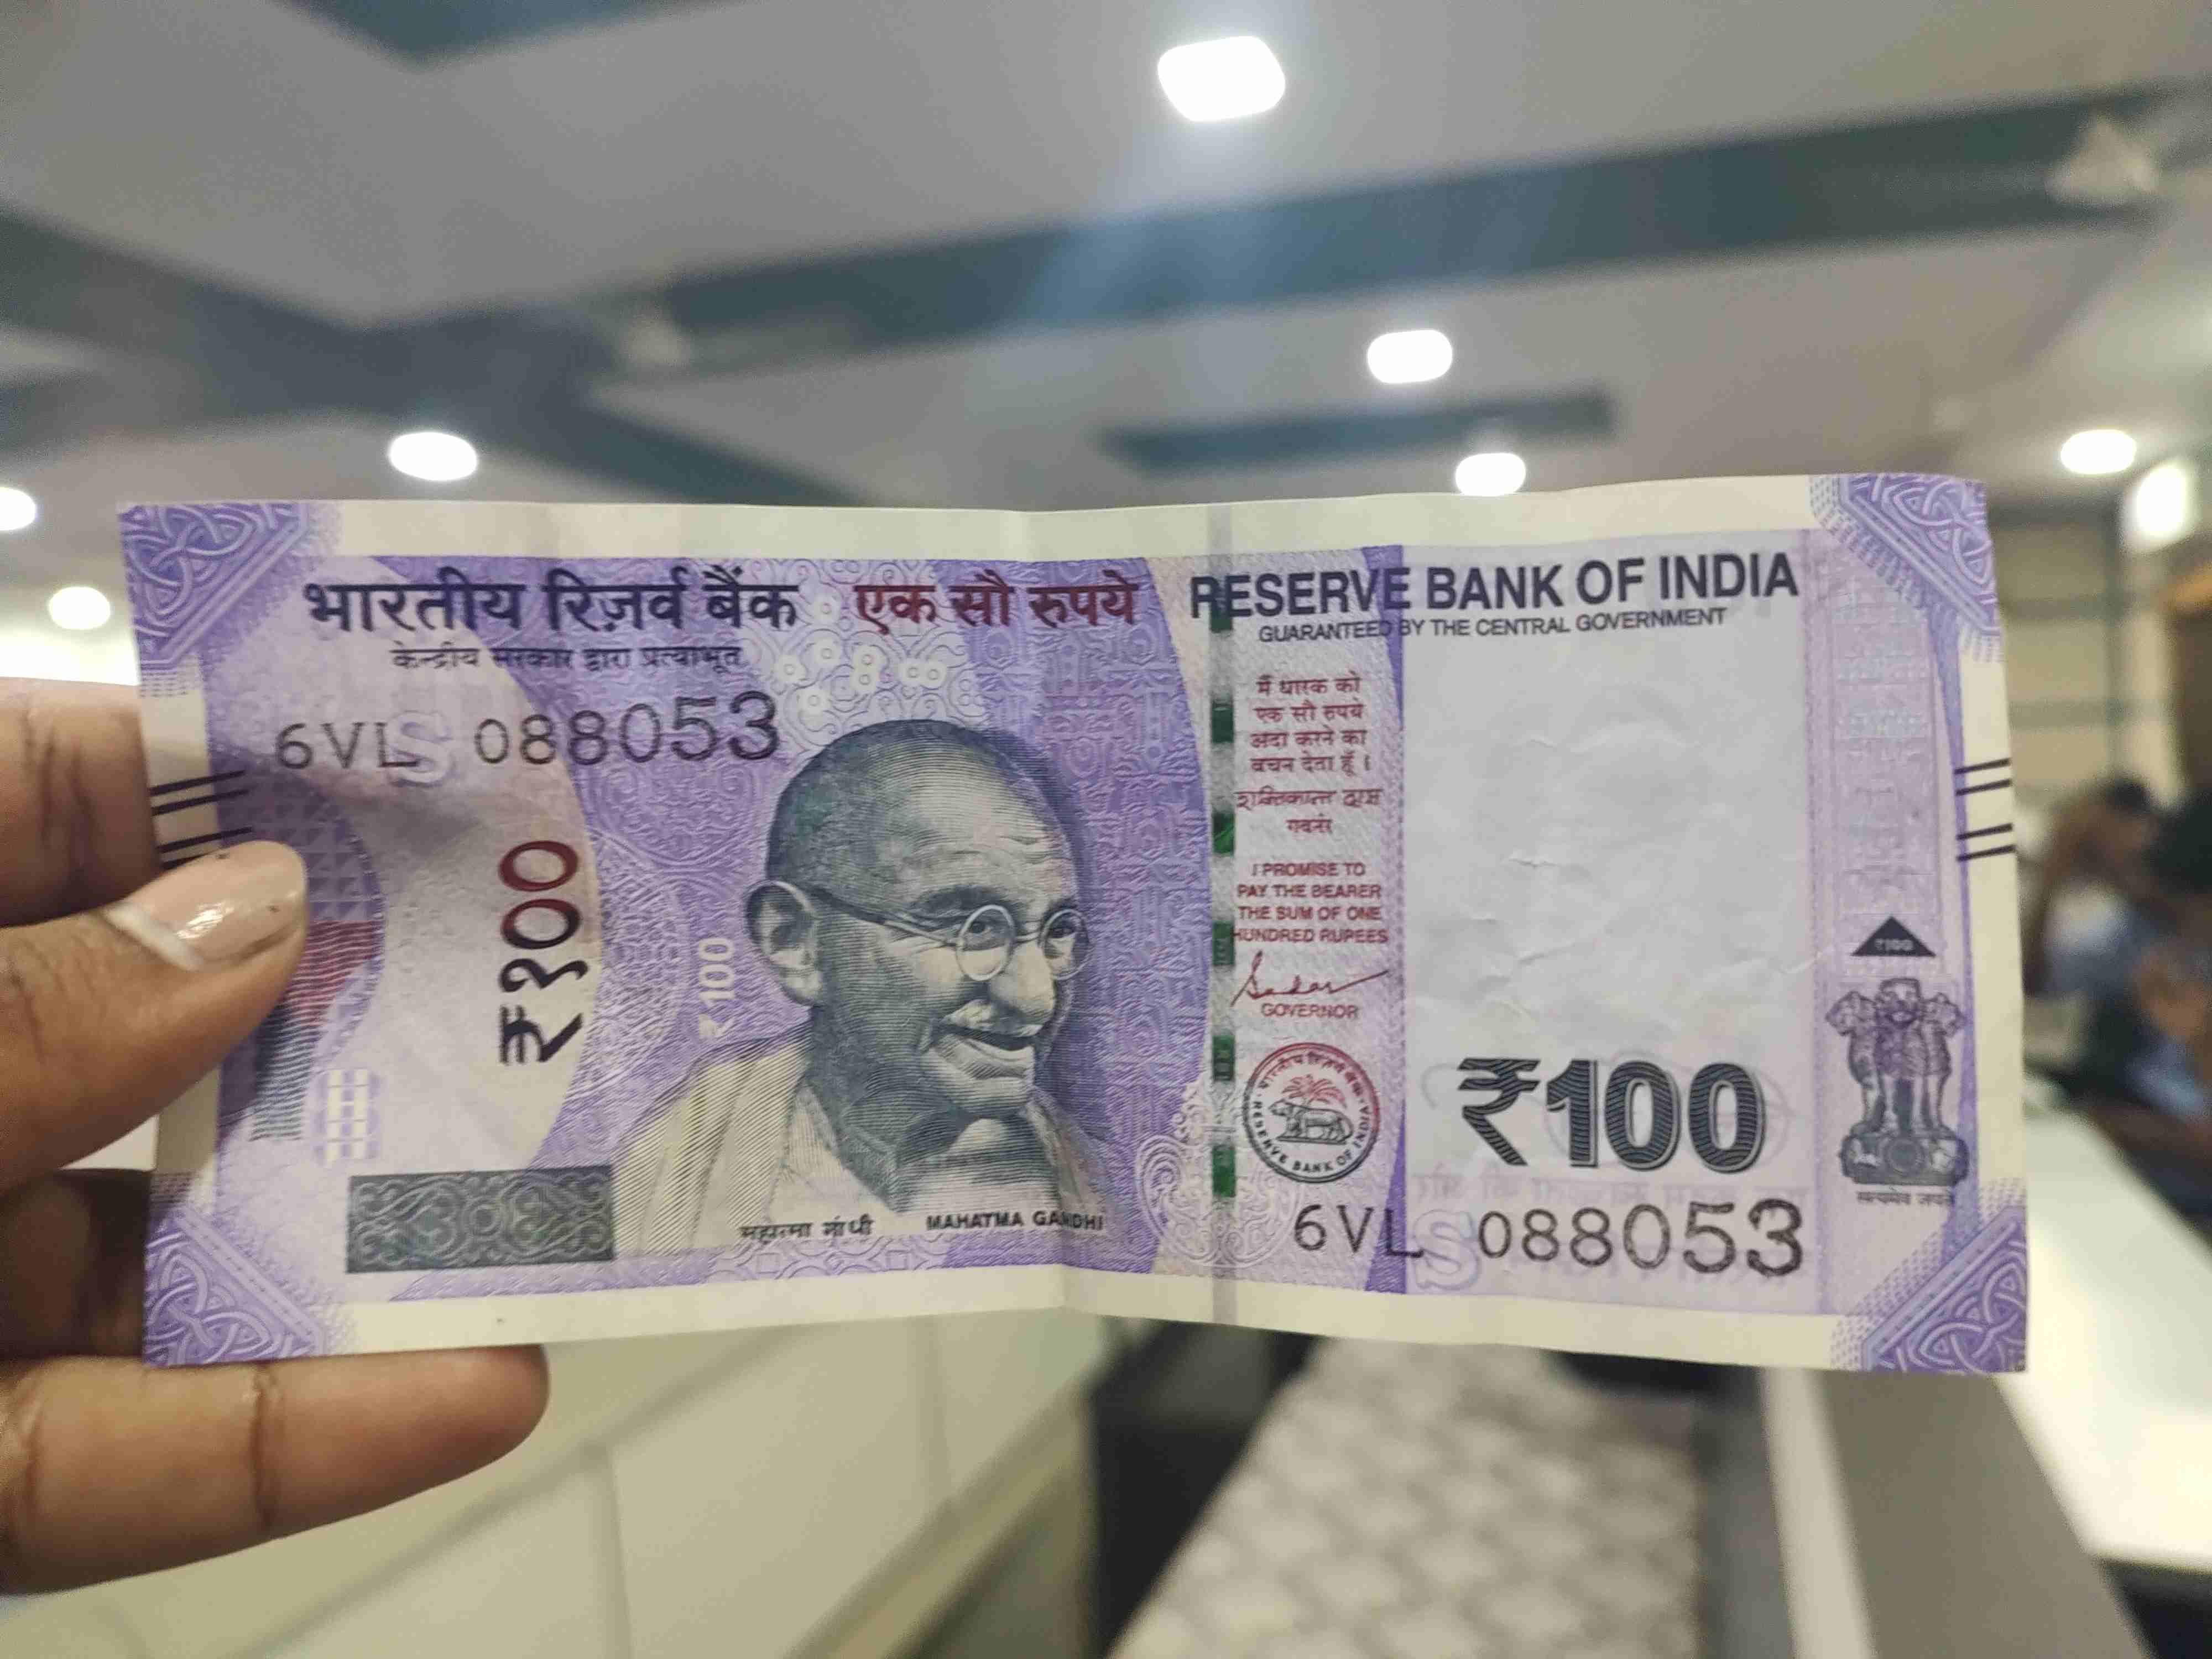 भारतीय रिज़र्व बैंक
केन्द्रीय सरकार द्वारा प्रत्याभूत
एक सौ रुपये
RESERVE BANK OF INDIA
GUARANTEED BY THE CENTRAL GOVERNMENT
6VL 088053
S
₹१००
₹100
महात्मा गांधी
MAHATMA GANDHI
मैं धारक को
एक सौ रुपये
अदा करने का
वचन देता हूँ ।
शक्तिकान्त दास
गवर्नर
I PROMISE TO
PAY THE BEARER
THE SUM OF ONE
HUNDRED RUPEES
GOVERNOR
भारतीय रिज़र्व बैंक
RESERVE BANK OF INDIA
₹100
₹100
सत्यमेव जयते
6VL 088053
S